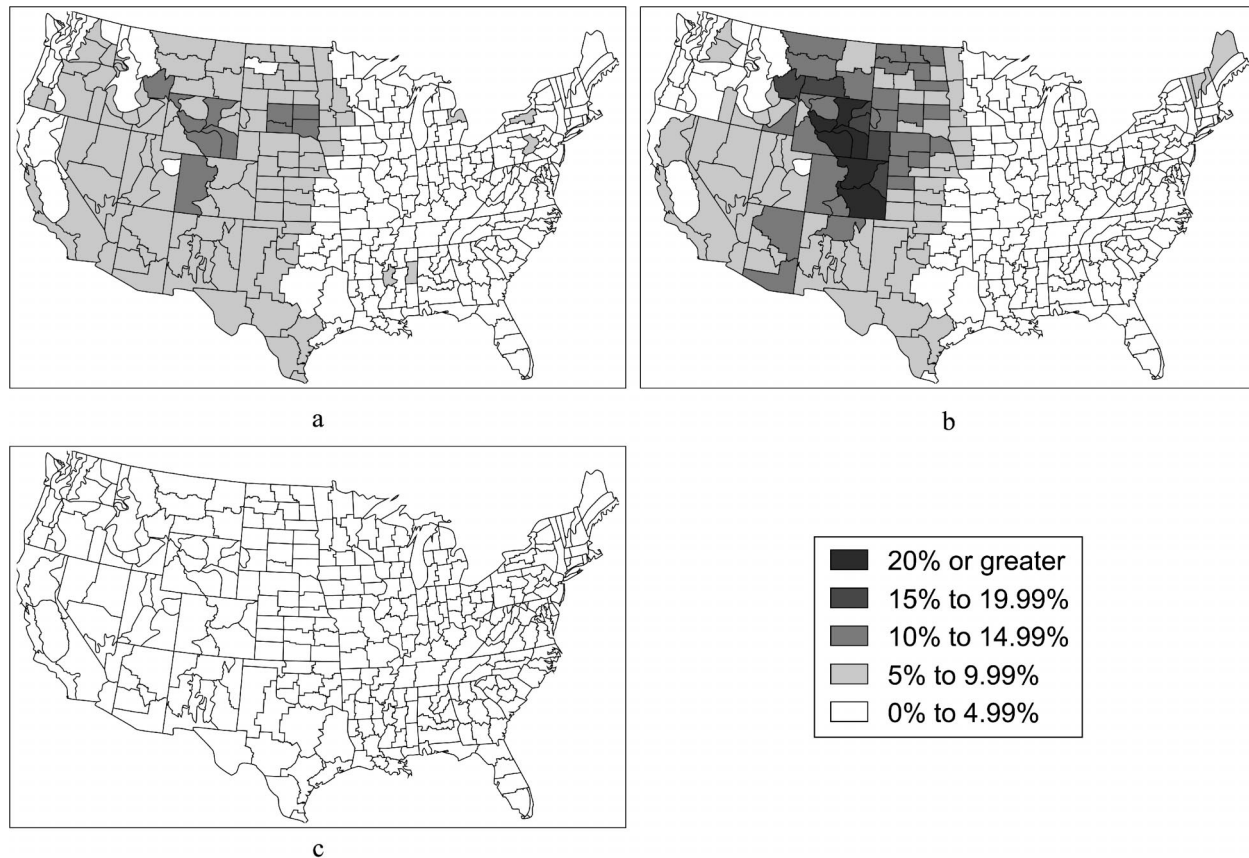 a
b
20% or greater
15% to 19.99%
10% to 14.99%
5% to 9.99%
0% to 4.99%
c